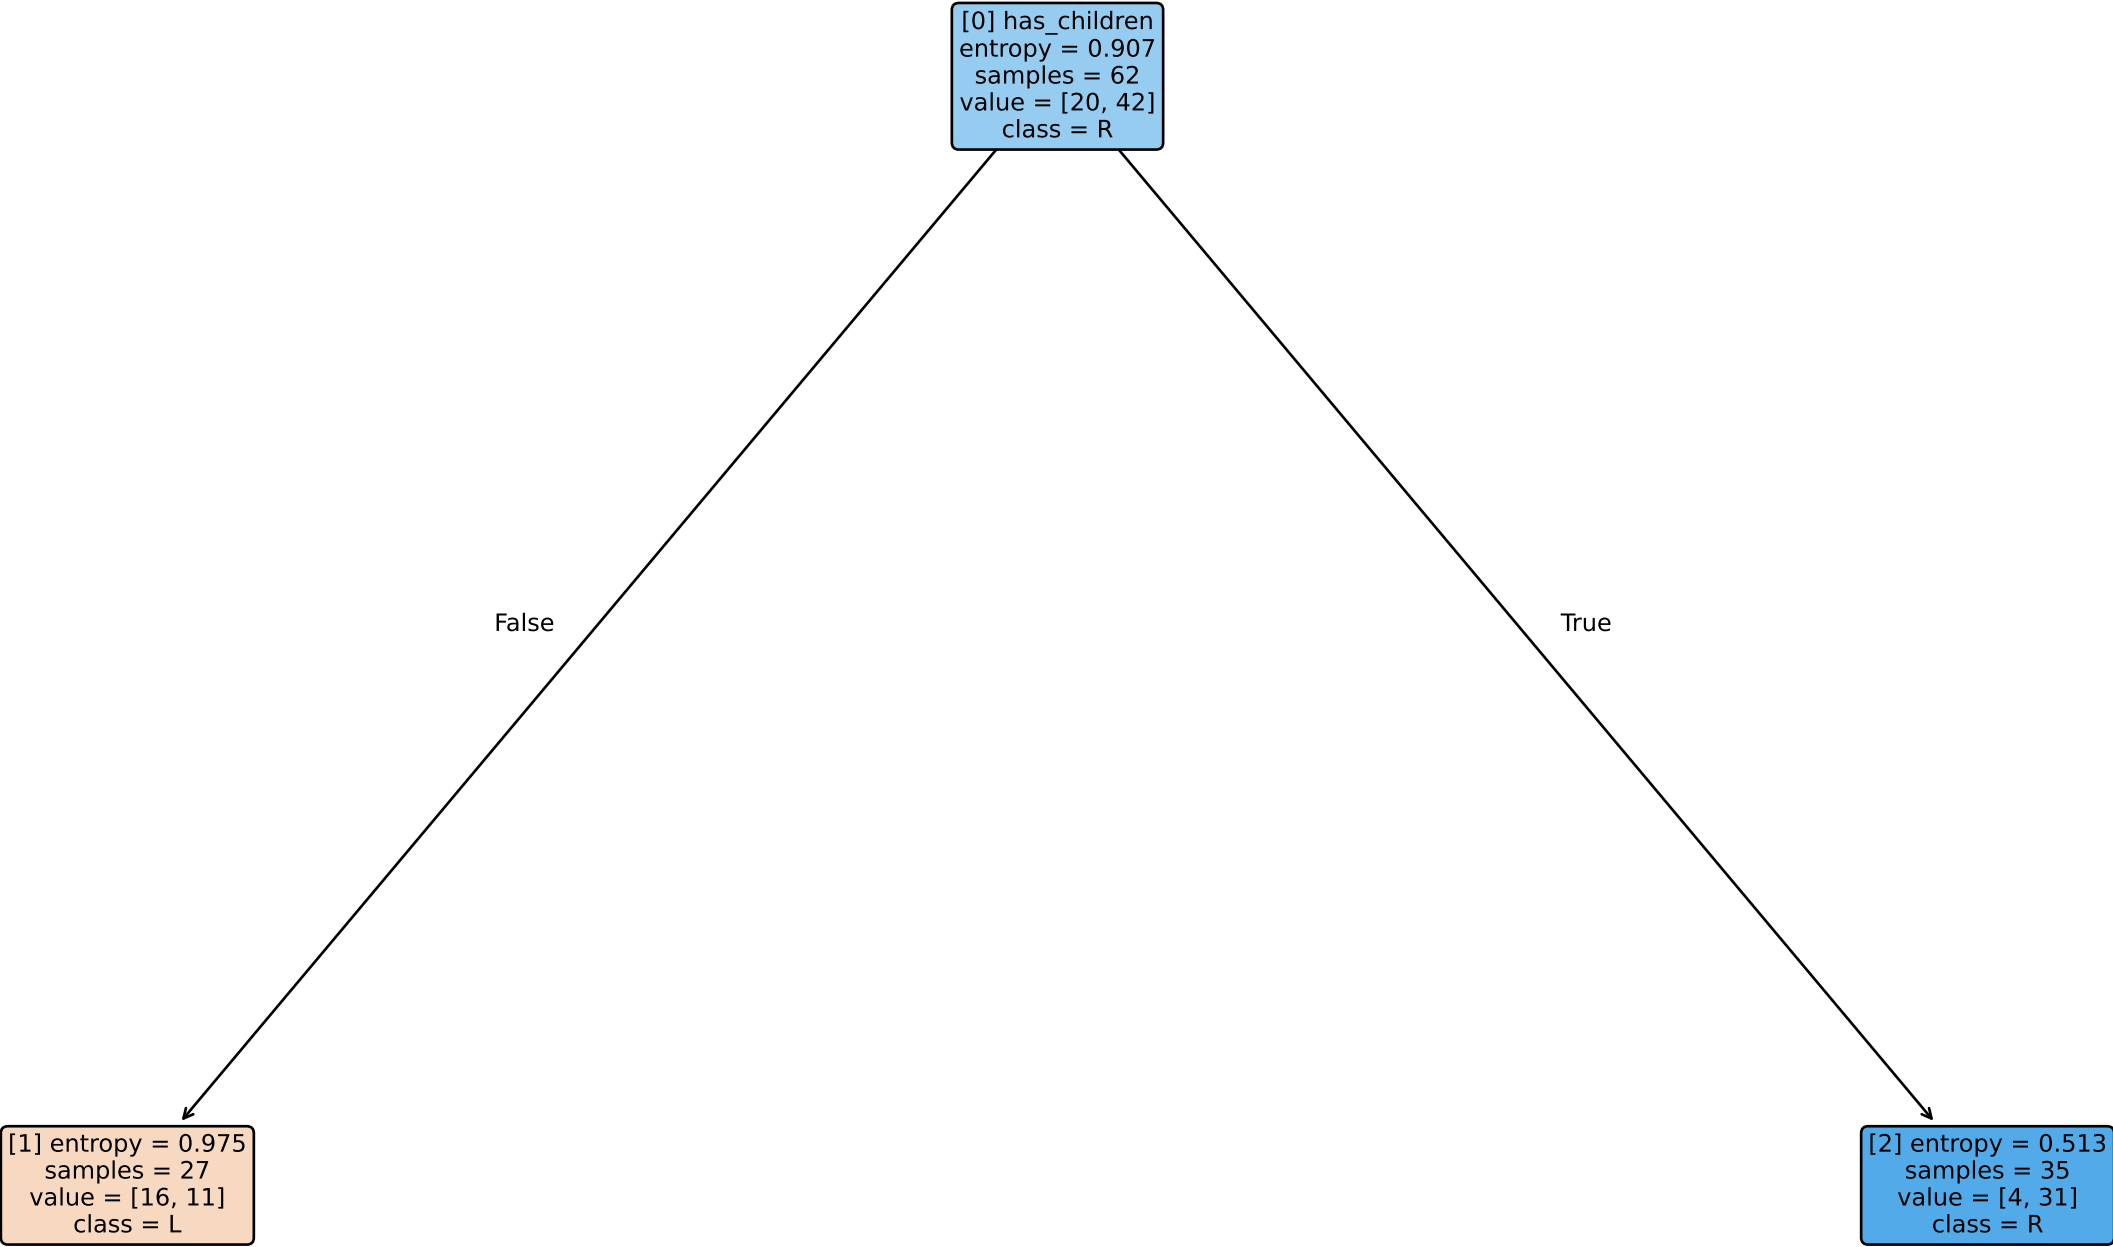 [0] has_children
entropy = 0.907
samples = 62
value = [20, 42]
class = R
False
True
[1] entropy = 0.975
samples = 27
value = [16, 11]
class = L
[2] entropy = 0.513
samples = 35
value = [4, 31]
class = R